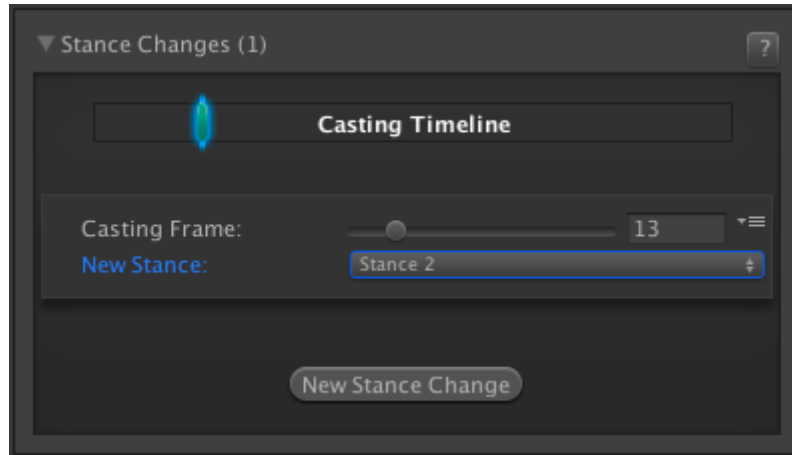 Stance Changes (1)
?
Casting Timeline
Casting Frame: 13
New Stance: Stance 2
New Stance Change